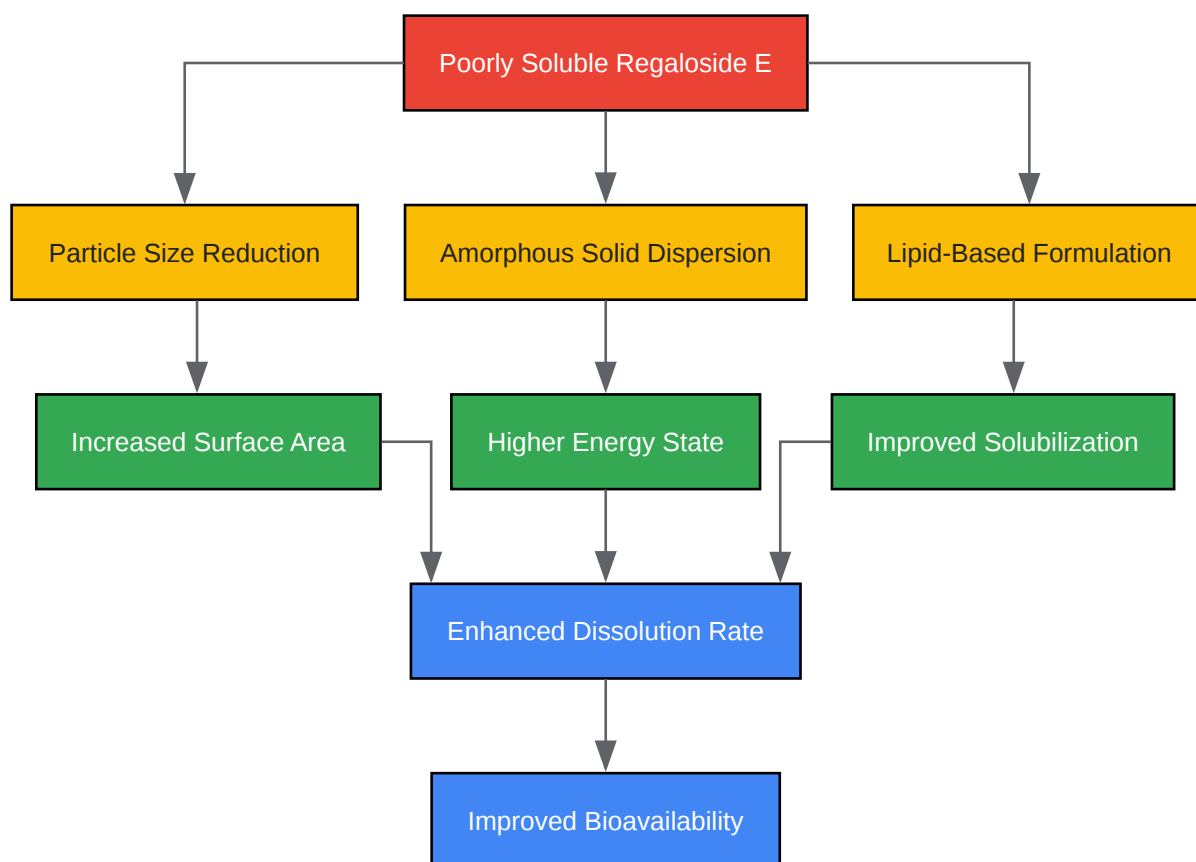 Poorly Soluble Regaloside E
Particle Size Reduction
Amorphous Solid Dispersion
Lipid-Based Formulation
Increased Surface Area
Higher Energy State
Improved Solubilization
Enhanced Dissolution Rate
Improved Bioavailability